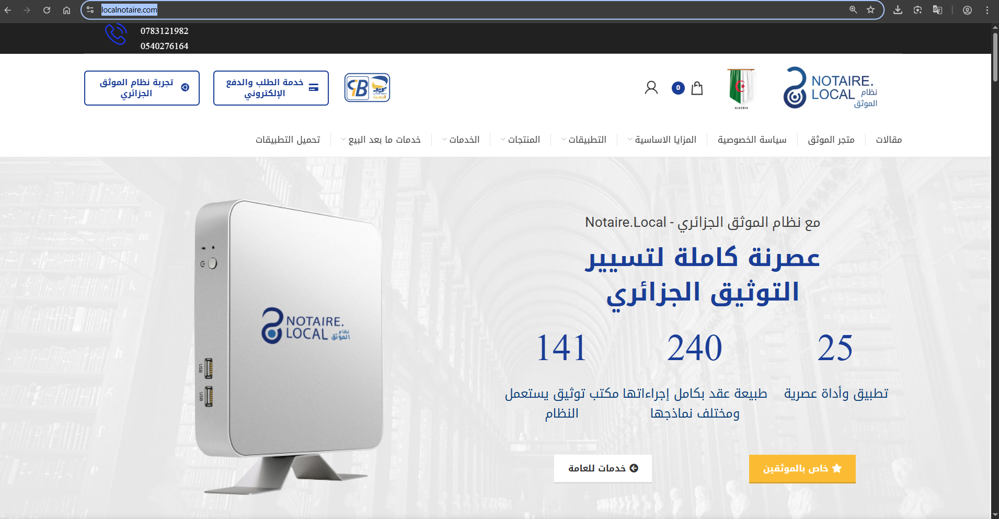 localnotaire.com
0783121982
0540276164
NOTAIRE.
LOCAL نظام
الموثق
ALGERIA
0
بريد
الذهبية
خدمة الطلب والدفع
الإلكتروني
تجربة نظام الموثق
الجزائري
مقالات
متجر الموثق
سياسة الخصوصية
المزايا الاساسية
التطبيقات
المنتجات
الخدمات
خدمات ما بعد البيع
تحميل التطبيقات
مع نظام الموثق الجزائري - Notaire.Local
عصرنة كاملة لتسيير
التوثيق الجزائري
25
تطبيق وأداة عصرية
240
طبيعة عقد بكامل إجراءاتها
ومختلف نماذجها
141
مكتب توثيق يستعمل
النظام
خاص بالموثقين
خدمات للعامة
NOTAIRE.
LOCAL نظام
الموثق
USB
USB